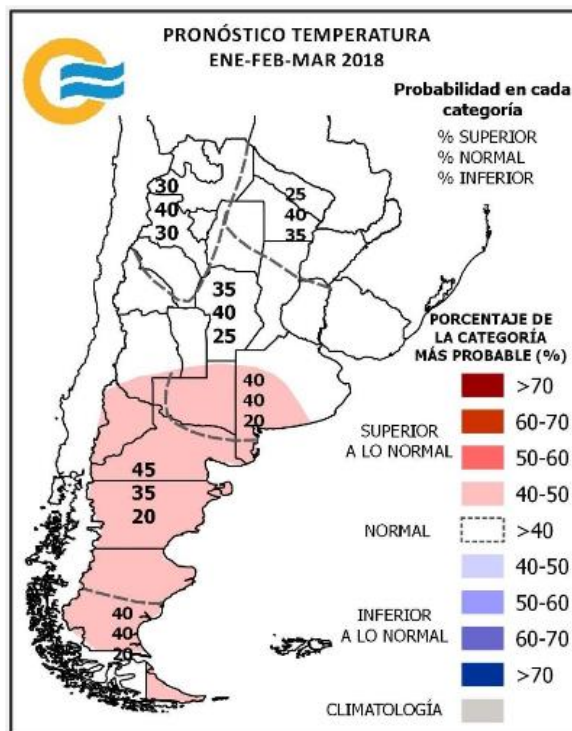 PRONÓSTICO TEMPERATURA
ENE-FEB-MAR 2018
Probabilidad en cada
categoría
% SUPERIOR
% NORMAL
% INFERIOR
30
40
30
25
40
35
35
40
25
40
40
20
45
35
20
40
40
20
PORCENTAJE DE
LA CATEGORÍA
MÁS PROBABLE (%)
>70
60-70
SUPERIOR
A LO NORMAL
50-60
40-50
NORMAL
>40
40-50
INFERIOR
A LO NORMAL
50-60
60-70
>70
CLIMATOLOGÍA